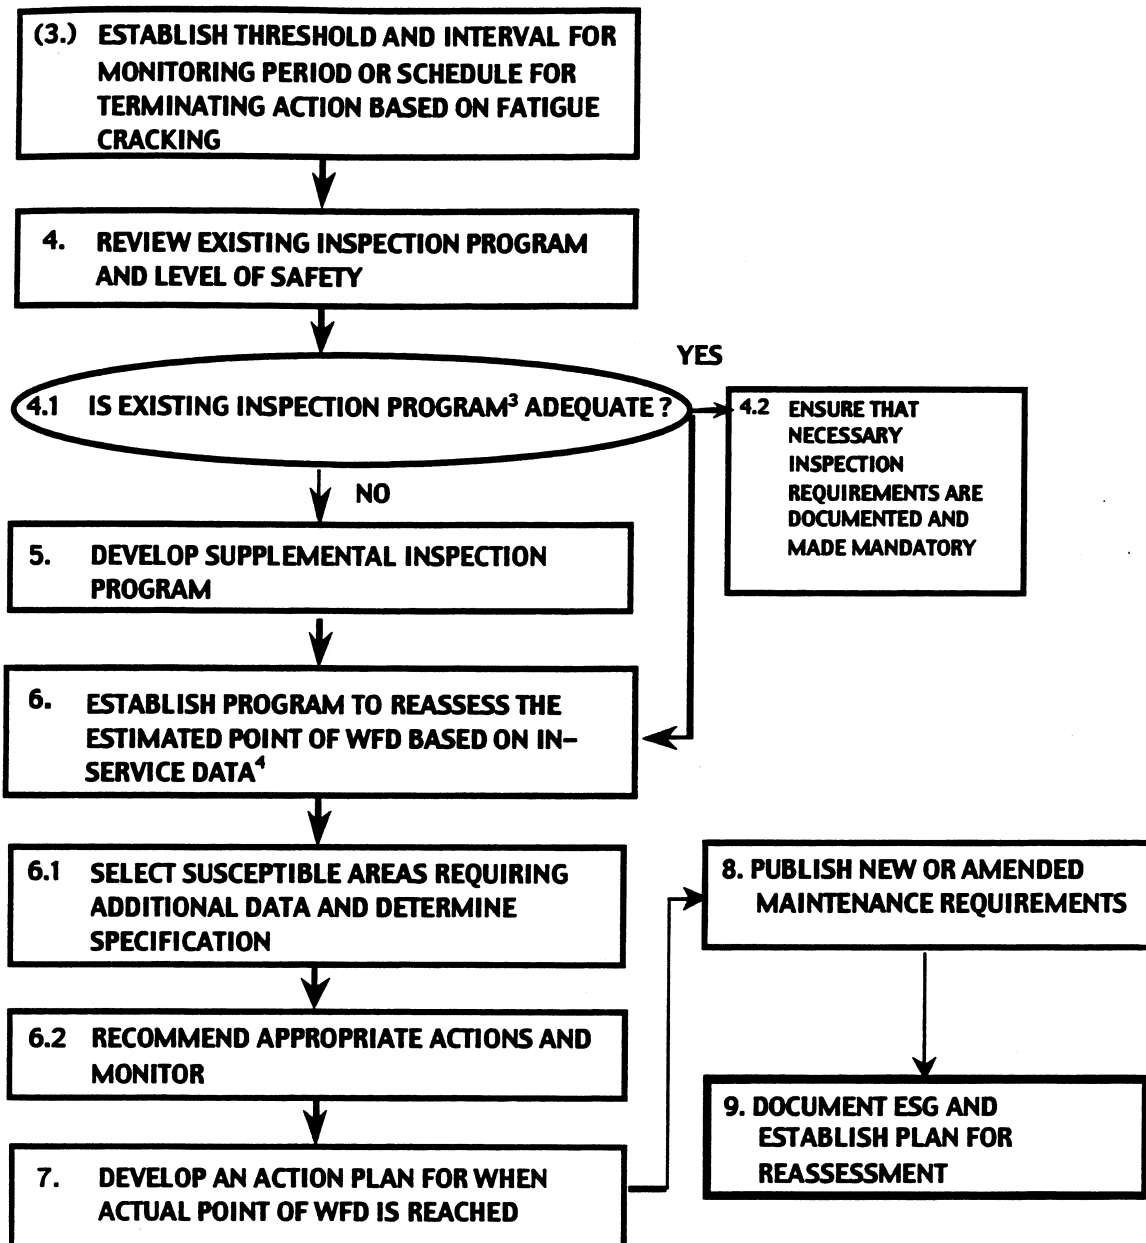 (3.) ESTABLISH THRESHOLD AND INTERVAL FOR
MONITORING PERIOD OR SCHEDULE FOR
TERMINATING ACTION BASED ON FATIGUE
CRACKING
4. REVIEW EXISTING INSPECTION PROGRAM
AND LEVEL OF SAFETY
YES
4.1 IS EXISTING INSPECTION PROGRAM³ ADEQUATE ?
4.2 ENSURE THAT
NECESSARY
INSPECTION
REQUIREMENTS ARE
DOCUMENTED AND
MADE MANDATORY
NO
5. DEVELOP SUPPLEMENTAL INSPECTION
PROGRAM
6. ESTABLISH PROGRAM TO REASSESS THE
ESTIMATED POINT OF WFD BASED ON IN–
SERVICE DATA⁴
6.1 SELECT SUSCEPTIBLE AREAS REQUIRING
ADDITIONAL DATA AND DETERMINE
SPECIFICATION
6.2 RECOMMEND APPROPRIATE ACTIONS AND
MONITOR
7. DEVELOP AN ACTION PLAN FOR WHEN
ACTUAL POINT OF WFD IS REACHED
8. PUBLISH NEW OR AMENDED
MAINTENANCE REQUIREMENTS
9. DOCUMENT ESG AND
ESTABLISH PLAN FOR
REASSESSMENT